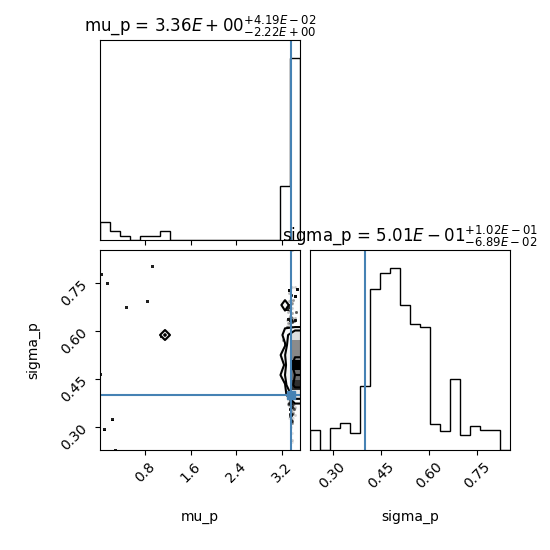 mu_p = 3.36E + 00+4.19E−02 −2.22E+00
sigma_p = 5.01E − 01+1.02E−01 −6.89E−02
0.75
0.60
0.45
0.30
sigma_p
0.8 1.6 2.4 3.2
0.30 0.45 0.60 0.75
mu_p
sigma_p